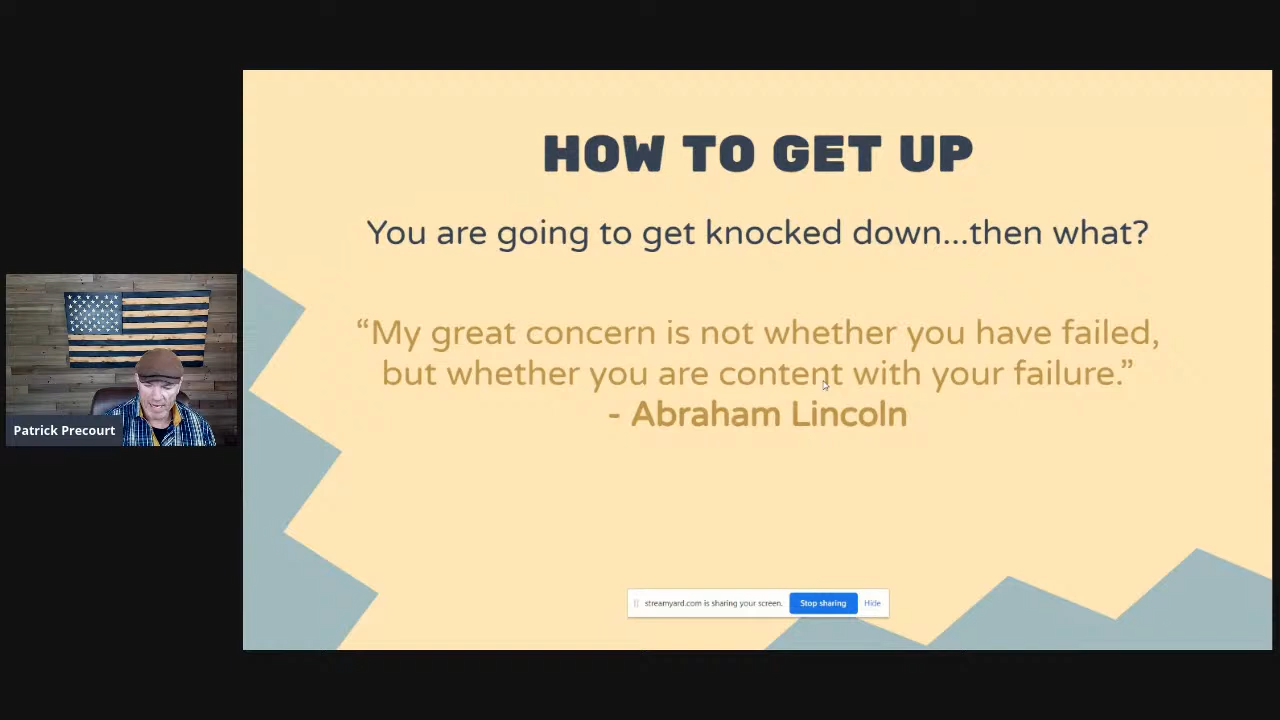 HOW TO GET UP
You are going to get knocked down...then what?
“My great concern is not whether you have failed,
but whether you are content with your failure.”
- Abraham Lincoln
Patrick Precourt
streamyard.com is sharing your screen. Stop sharing Hide